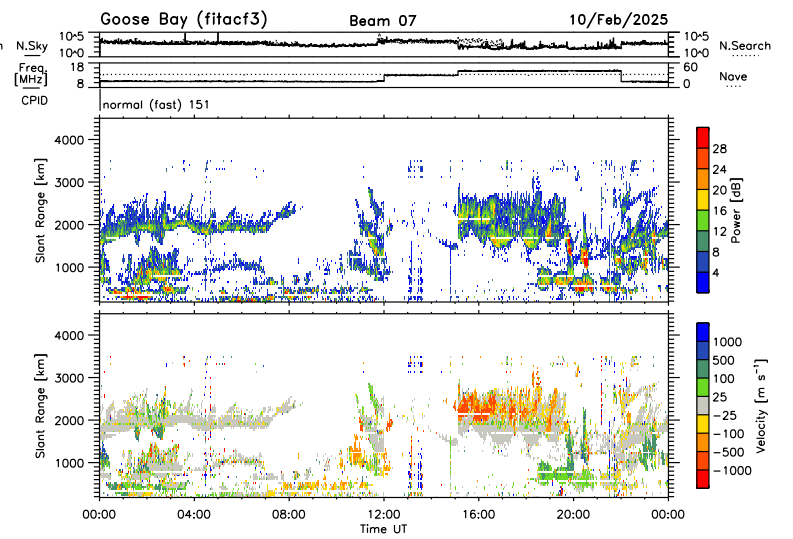 Goose Bay (fitacf3) Beam 07 10/Feb/2025
N.Sky 10^5 10^0 10^5 10^0 N.Search
Freq. [MHz] 18 8 60 0 Nave
CPID normal (fast) 151
Slant Range [km] 4000 3000 2000 1000
28 24 20 16 12 8 4 Power [dB]
Slant Range [km] 4000 3000 2000 1000
1000 500 100 25 −25 −100 −500 −1000 Velocity [m s⁻¹]
00:00 04:00 08:00 12:00 16:00 20:00 00:00
Time UT